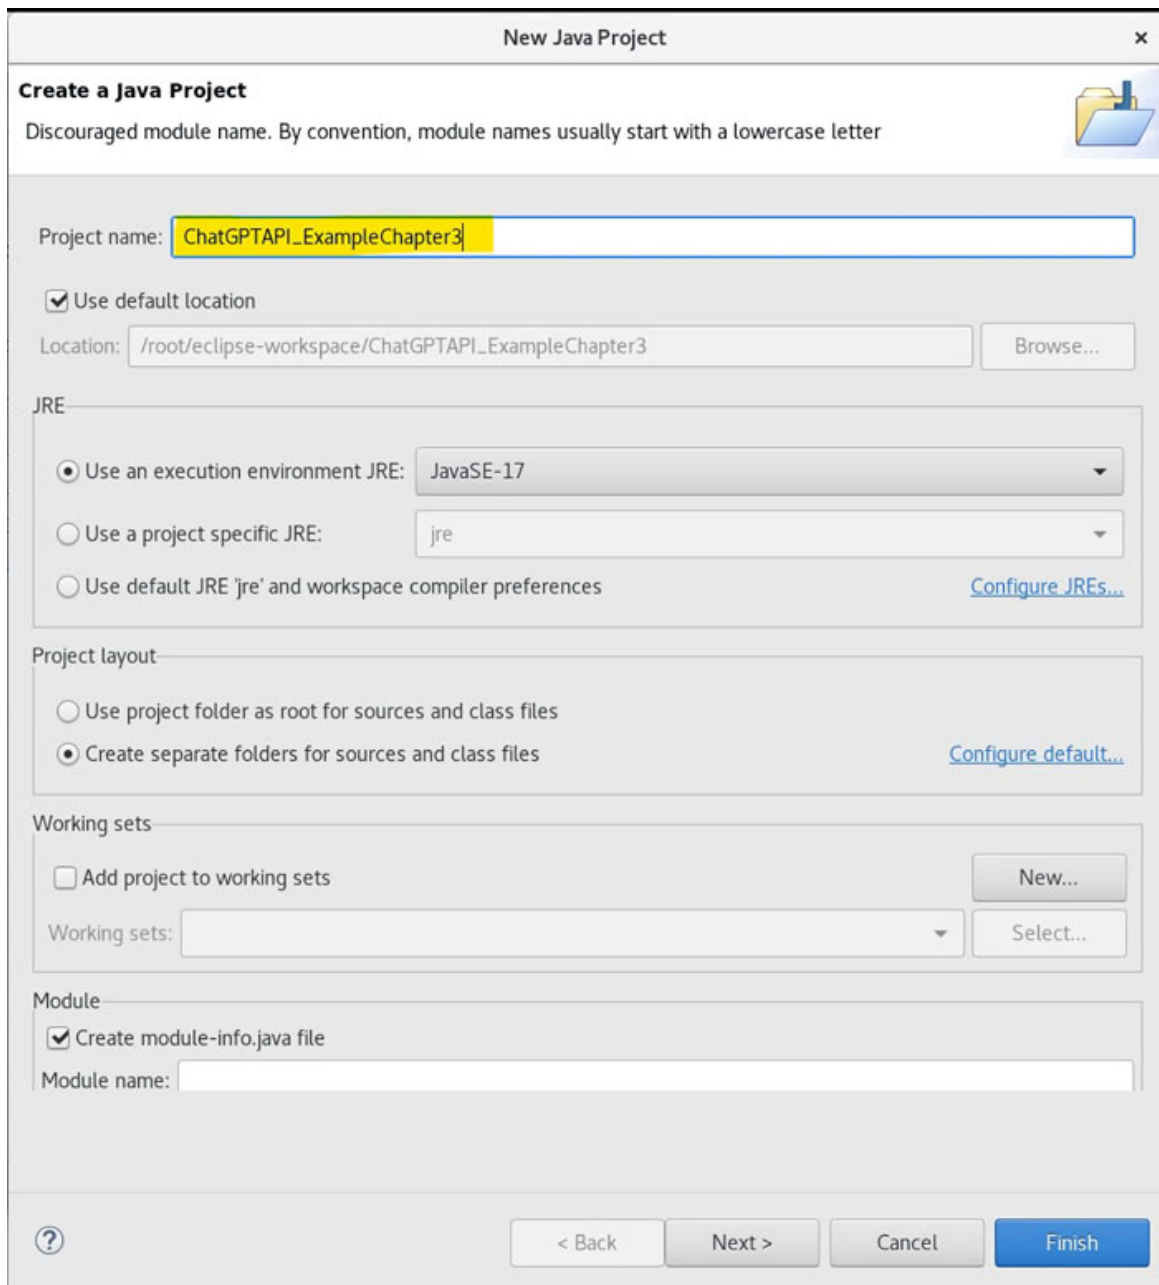 New Java Project
Create a Java Project
Discouraged module name. By convention, module names usually start with a lowercase letter
Project name: ChatGPTAPI_ExampleChapter3
Use default location
Location: /root/eclipse-workspace/ChatGPTAPI_ExampleChapter3 Browse...
JRE
Use an execution environment JRE: JavaSE-17
Use a project specific JRE: jre
Use default JRE 'jre' and workspace compiler preferences Configure JREs...
Project layout
Use project folder as root for sources and class files
Create separate folders for sources and class files Configure default...
Working sets
Add project to working sets New...
Working sets: Select...
Module
Create module-info.java file
Module name:
? < Back Next > Cancel Finish